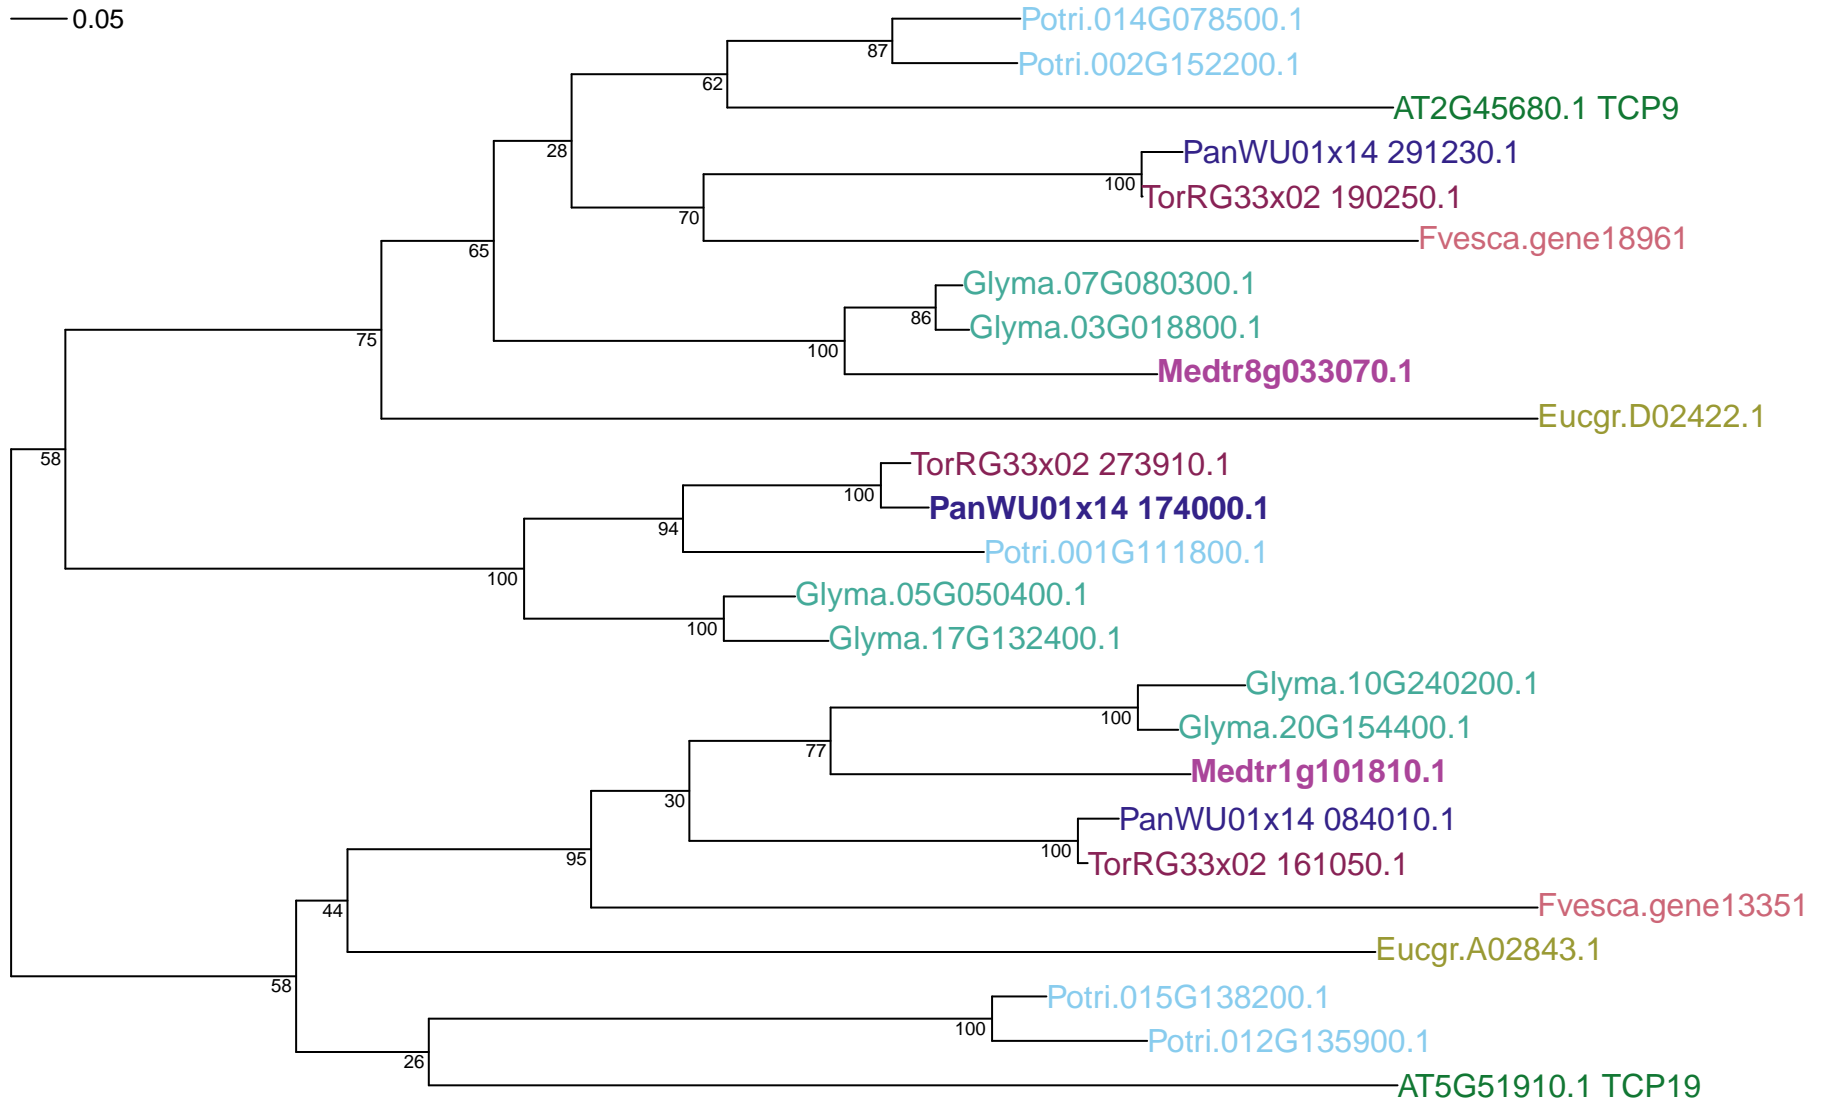 0.05
Potri.014G078500.1
87
Potri.002G152200.1
62
AT2G45680.1 TCP9
28
PanWU01x14 291230.1
100
TorRG33x02 190250.1
70
Fvesca.gene18961
65
Glyma.07G080300.1
86
Glyma.03G018800.1
100
Medtr8g033070.1
75
Eucgr.D02422.1
58
TorRG33x02 273910.1
100
PanWU01x14 174000.1
94
Potri.001G111800.1
100
Glyma.05G050400.1
100
Glyma.17G132400.1
Glyma.10G240200.1
100
Glyma.20G154400.1
77
Medtr1g101810.1
30
PanWU01x14 084010.1
100
TorRG33x02 161050.1
95
Fvesca.gene13351
44
Eucgr.A02843.1
58
Potri.015G138200.1
100
Potri.012G135900.1
26
AT5G51910.1 TCP19